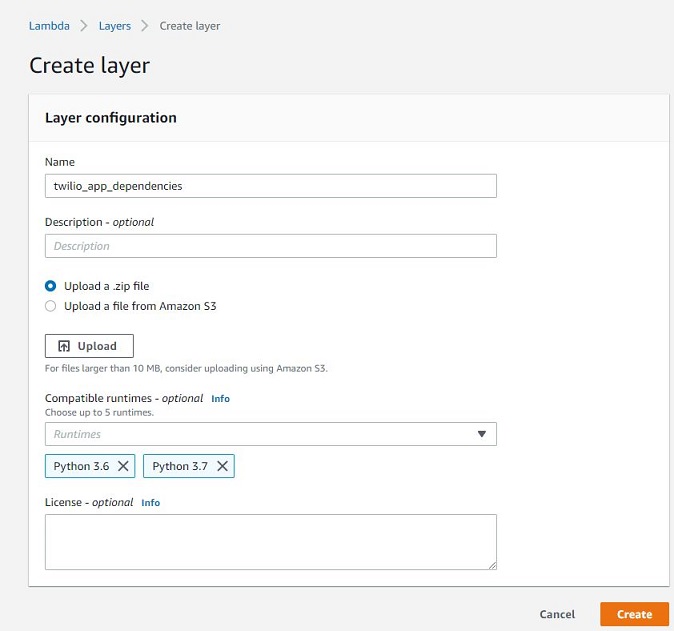 Lambda > Layers > Create layer
Create layer
Layer configuration
Name
twilio_app_dependencies
Description - optional
Description
Upload a .zip file
Upload a file from Amazon S3
Upload
For files larger than 10 MB, consider uploading using Amazon S3.
Compatible runtimes - optional Info
Choose up to 5 runtimes.
Runtimes
Python 3.6 Python 3.7
License - optional Info
Cancel Create